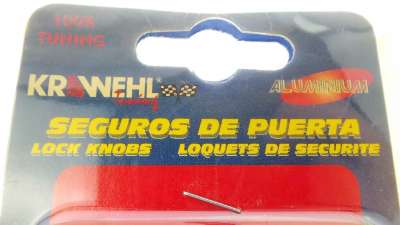 100%
TUNING
KRAWEHL
Tuning
ALUMINIUM
SEGUROS DE PUERTA
LOCK KNOBS LOQUETS DE SECURITE